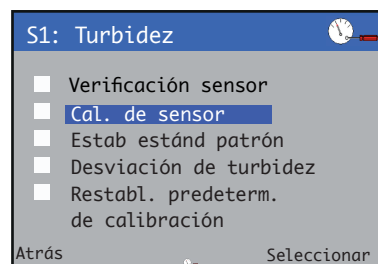 S1: Turbidez
Verificación sensor
Cal. de sensor
Estab estánd patrón
Desviación de turbidez
Restabl. predeterm.
de calibración
Atrás
Seleccionar